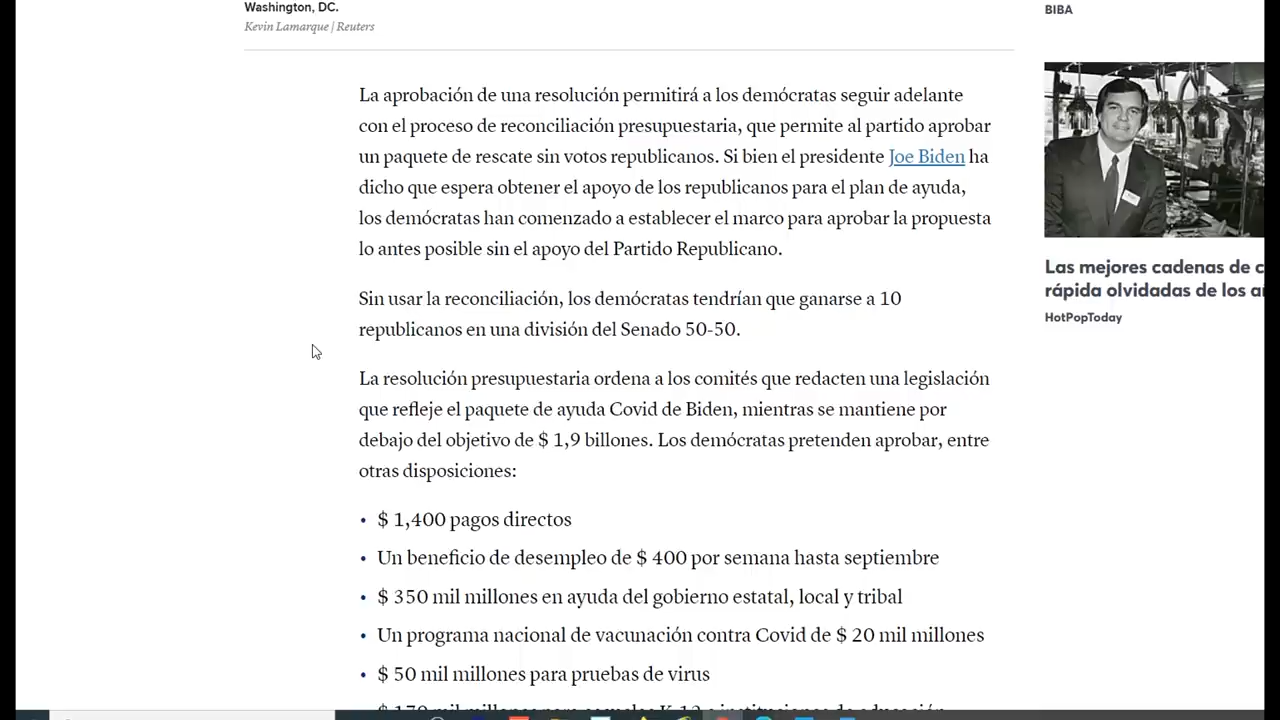 Washington, DC.
Kevin Lamarque | Reuters
BIBA
La aprobación de una resolución permitirá a los demócratas seguir adelante
con el proceso de reconciliación presupuestaria, que permite al partido aprobar
un paquete de rescate sin votos republicanos. Si bien el presidente Joe Biden ha
dicho que espera obtener el apoyo de los republicanos para el plan de ayuda,
los demócratas han comenzado a establecer el marco para aprobar la propuesta
lo antes posible sin el apoyo del Partido Republicano.
Sin usar la reconciliación, los demócratas tendrían que ganarse a 10
republicanos en una división del Senado 50-50.
La resolución presupuestaria ordena a los comités que redacten una legislación
que refleje el paquete de ayuda Covid de Biden, mientras se mantiene por
debajo del objetivo de $ 1,9 billones. Los demócratas pretenden aprobar, entre
otras disposiciones:
• $ 1,400 pagos directos
• Un beneficio de desempleo de $ 400 por semana hasta septiembre
• $ 350 mil millones en ayuda del gobierno estatal, local y tribal
• Un programa nacional de vacunación contra Covid de $ 20 mil millones
• $ 50 mil millones para pruebas de virus
Las mejores cadenas de c
rápida olvidadas de los a
HotPopToday